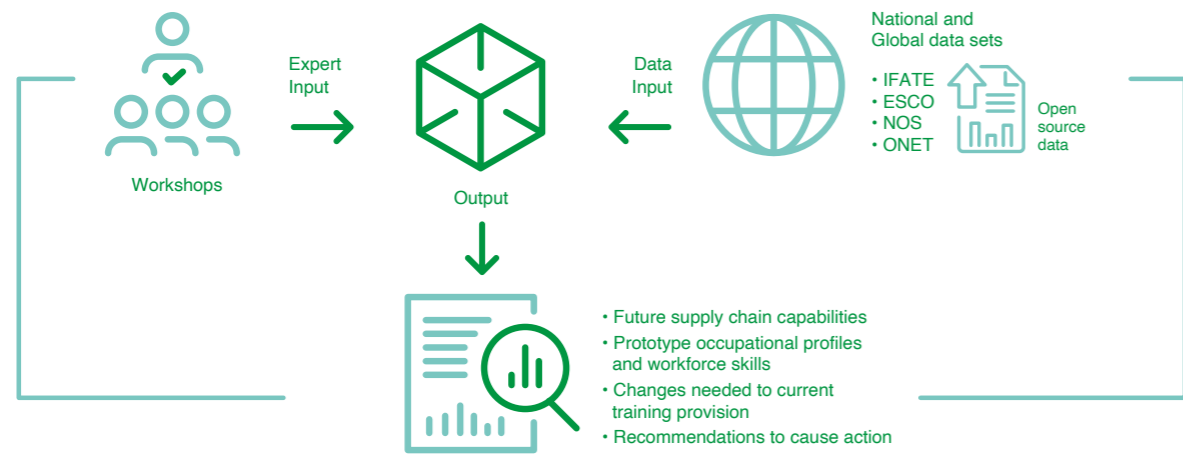 Workshops
Expert
Input
Output
Data
Input
National and
Global data sets
• IFATE
• ESCO
• NOS
• ONET
Open
source
data
• Future supply chain capabilities
• Prototype occupational profiles
and workforce skills
• Changes needed to current
training provision
• Recommendations to cause action